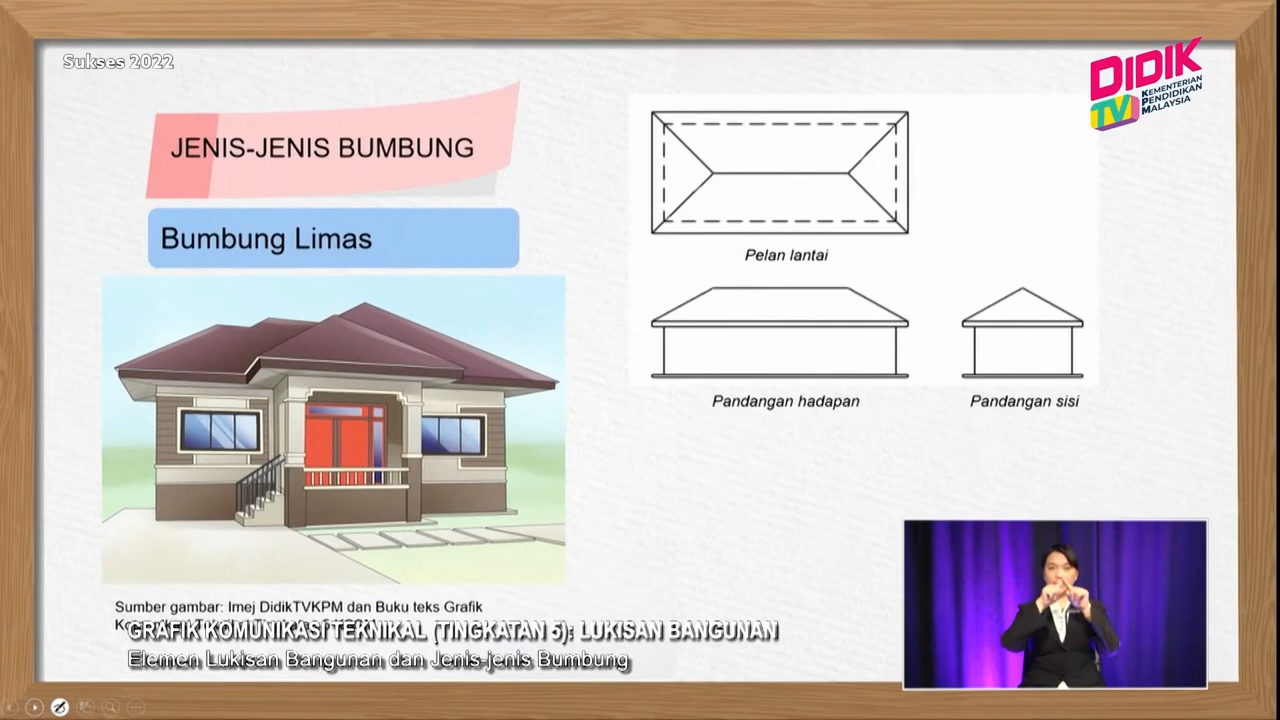 Sukses 2022
DIDIK
TV
KEMENTERIAN
PENDIDIKAN
MALAYSIA
JENIS-JENIS BUMBUNG
Bumbung Limas
Pelan lantai
Pandangan hadapan
Pandangan sisi
Sumber gambar: Imej DidikTVKPM dan Buku teks Grafik
GRAFIK KOMUNIKASI TEKNIKAL (TINGKATAN 5): LUKISAN BANGUNAN
Elemen Lukisan Bangunan dan Jenis-jenis Bumbung